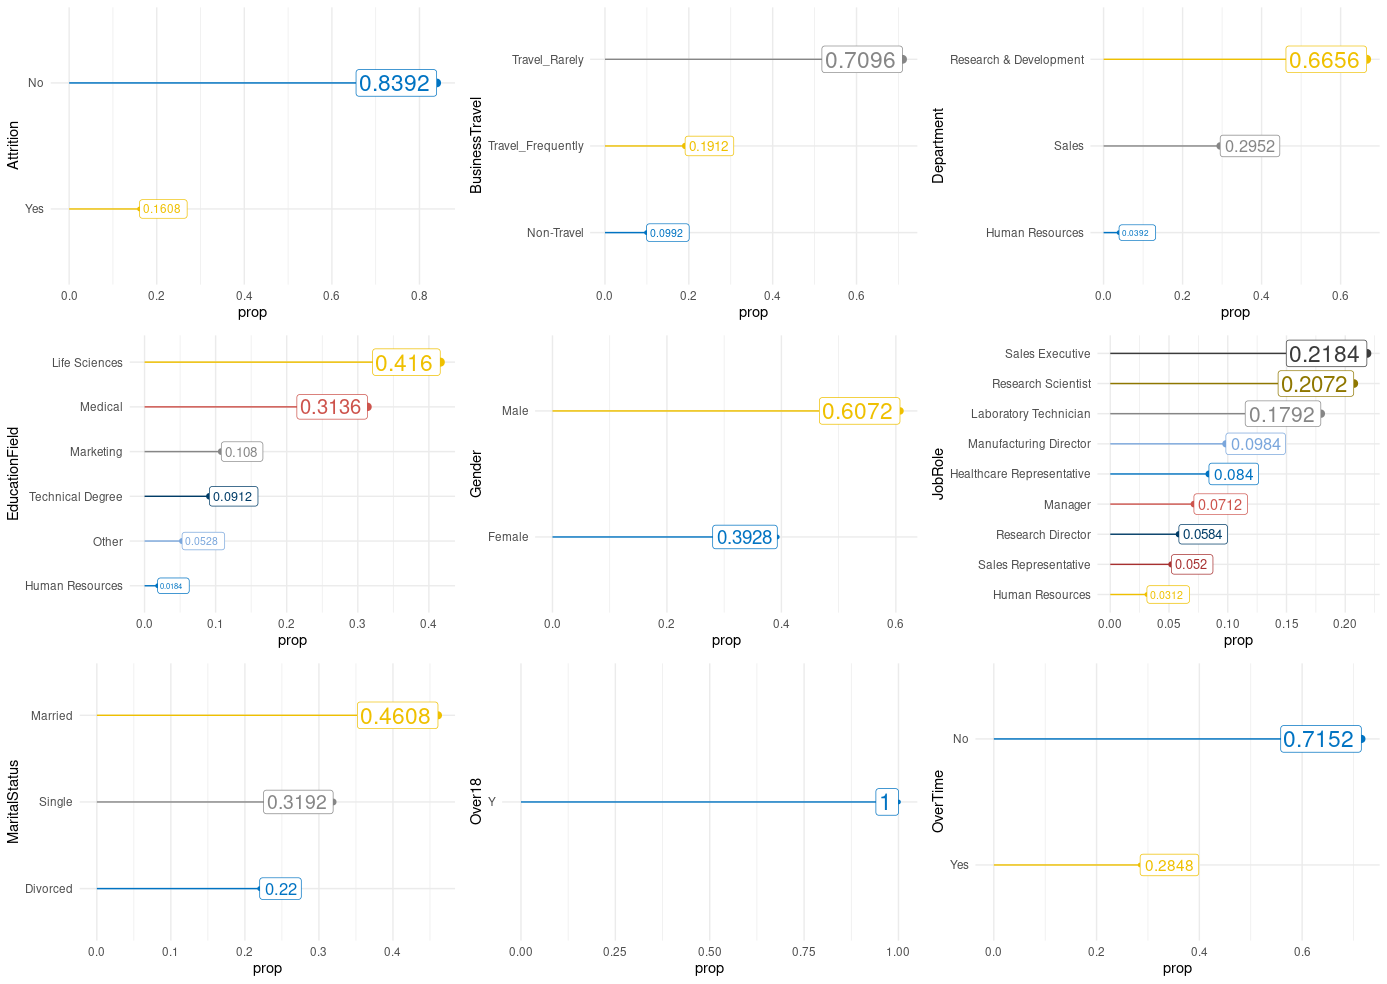 Attrition
No
0.8392
Yes
0.1608
0.0 0.2 0.4 0.6 0.8
prop
BusinessTravel
Travel_Rarely
0.7096
Travel_Frequently
0.1912
Non-Travel
0.0992
0.0 0.2 0.4 0.6
prop
Department
Research & Development
0.6656
Sales
0.2952
Human Resources
0.0392
0.0 0.2 0.4 0.6
prop
EducationField
Life Sciences
0.416
Medical
0.3136
Marketing
0.108
Technical Degree
0.0912
Other
0.0528
Human Resources
0.0184
0.0 0.1 0.2 0.3 0.4
prop
Gender
Male
0.6072
Female
0.3928
0.0 0.2 0.4 0.6
prop
JobRole
Sales Executive
0.2184
Research Scientist
0.2072
Laboratory Technician
0.1792
Manufacturing Director
0.0984
Healthcare Representative
0.084
Manager
0.0712
Research Director
0.0584
Sales Representative
0.052
Human Resources
0.0312
0.00 0.05 0.10 0.15 0.20
prop
MaritalStatus
Married
0.4608
Single
0.3192
Divorced
0.22
0.0 0.1 0.2 0.3 0.4
prop
Over18
Y
1
0.00 0.25 0.50 0.75 1.00
prop
OverTime
No
0.7152
Yes
0.2848
0.0 0.2 0.4 0.6
prop